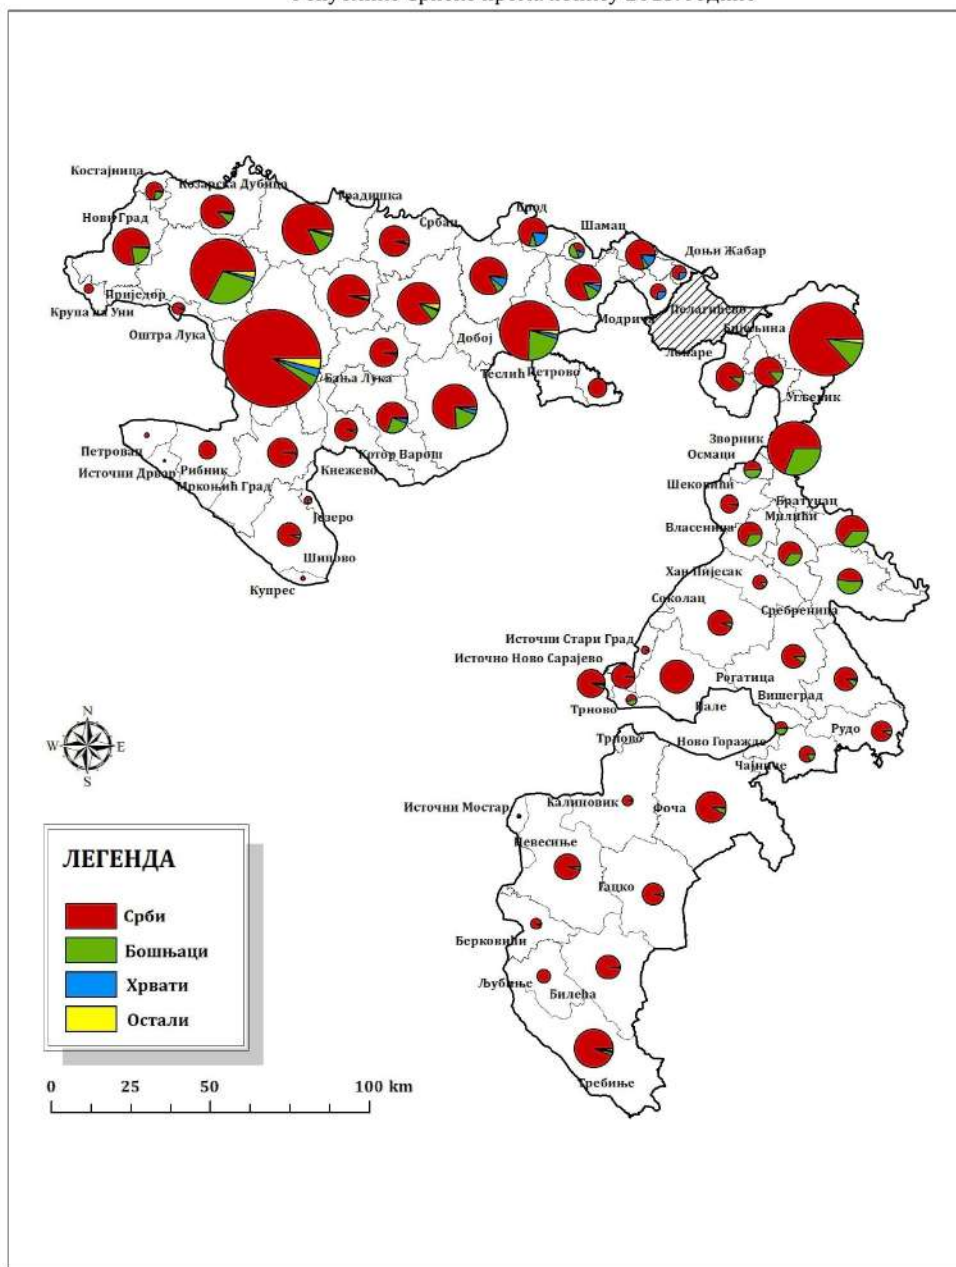 Костајница
Козарска Дубица
Градишка
Нови Град
Србац
Брод
Шамац
Доњи Жабар
Приједор
Крупа на Уни
Оштра Лука
Модрича
Пелагићево
Бијељина
Добој
Лопаре
Бања Лука
Теслић
Петрово
Угљевик
Зворник
Петровац
Котор Варош
Осмаци
Источни Дрвар
Рибник
Кнежево
Мркоњић Град
Шековићи
Братунац
Језеро
Власеница
Милићи
Шипово
Хан Пијесак
Купрес
Соколац
Сребреница
Источни Стари Град
Источно Ново Сарајево
Рогатица
Вишеград
Трново
Пале
Трново
Ново Горажде
Рудо
Чајниче
N
W
E
S
Источни Мостар
Калиновик
Фоча
Невесиње
Гацко
Берковићи
Љубиње
Билећа
Требиње
ЛЕГЕНДА
Срби
Бошњаци
Хрвати
Остали
0 25 50 100 km